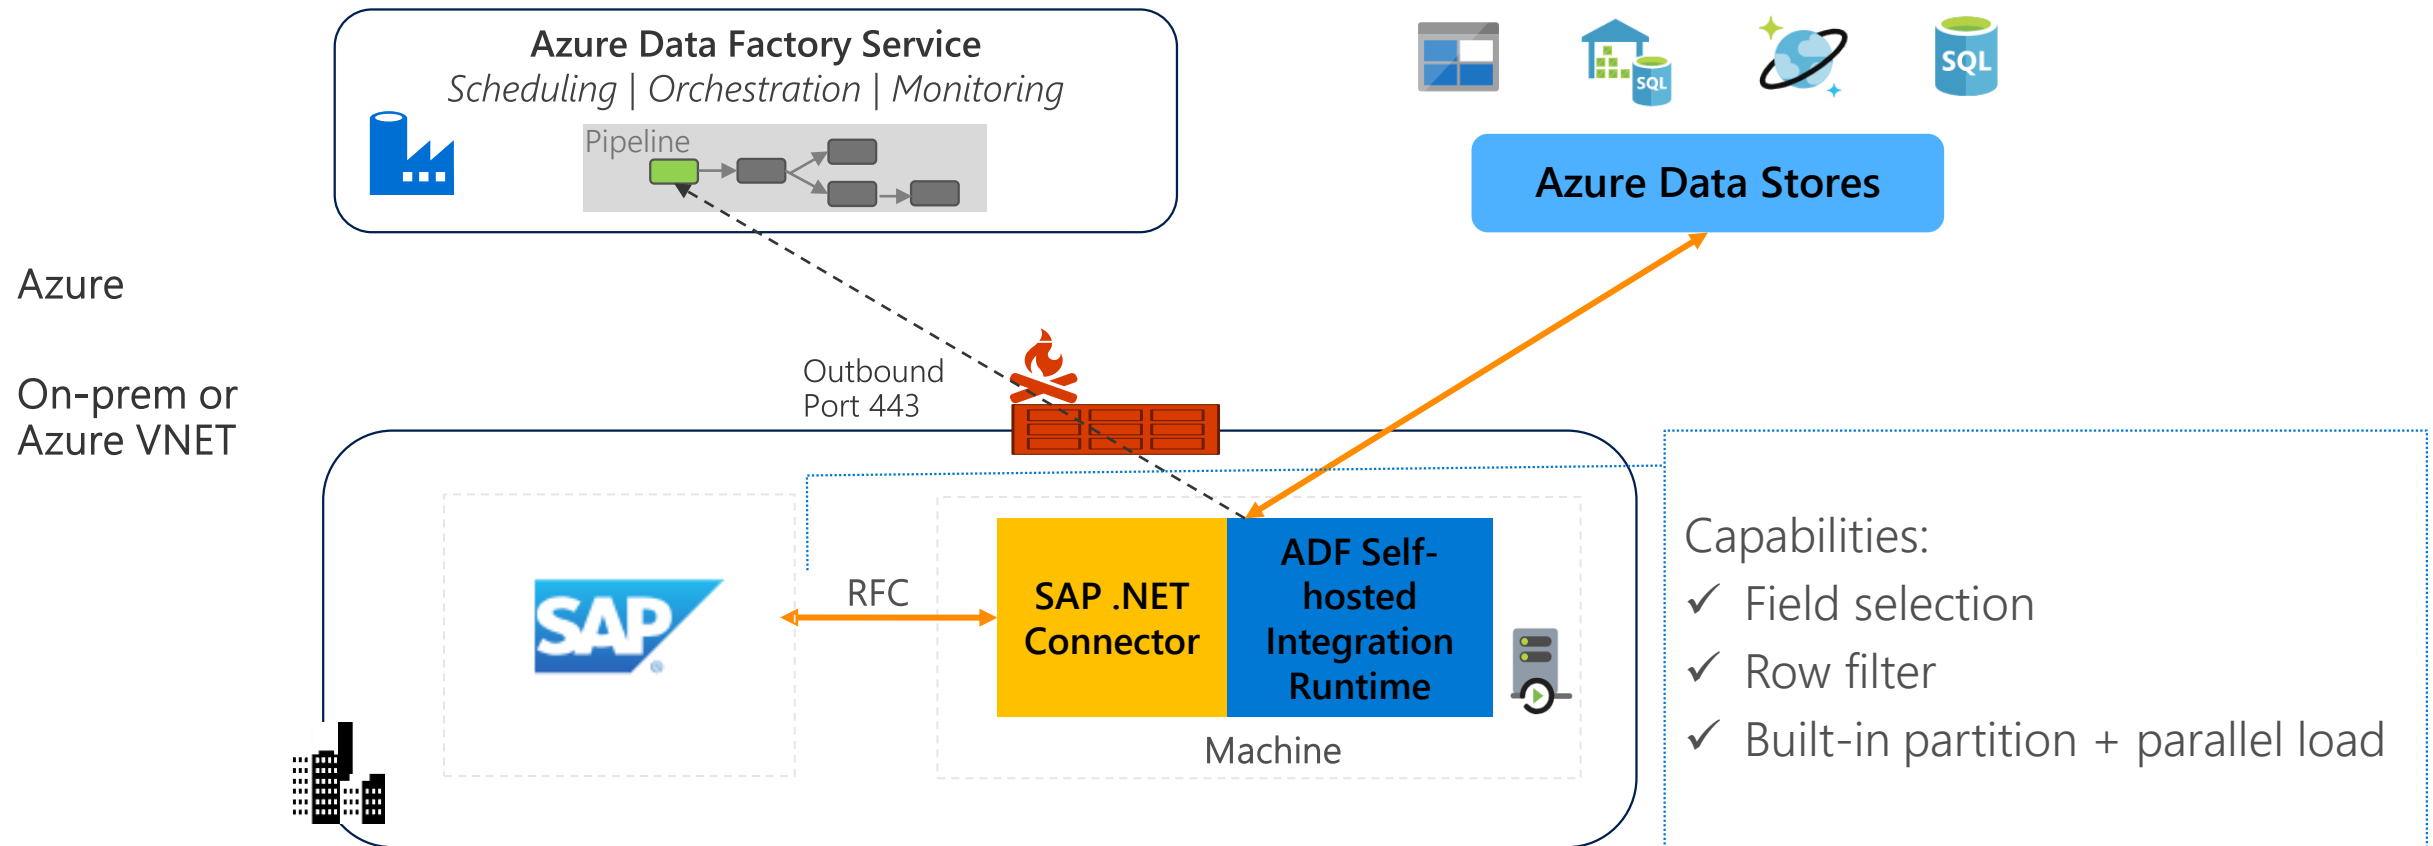 Azure Data Factory Service
Scheduling | Orchestration | Monitoring
Pipeline
SQL
SQL
Azure Data Stores
Azure
On-prem or
Azure VNET
Outbound
Port 443
SAP
®
RFC
SAP .NET
Connector
ADF Self-
hosted
Integration
Runtime
Machine
Capabilities:
✓ Field selection
✓ Row filter
✓ Built-in partition + parallel load